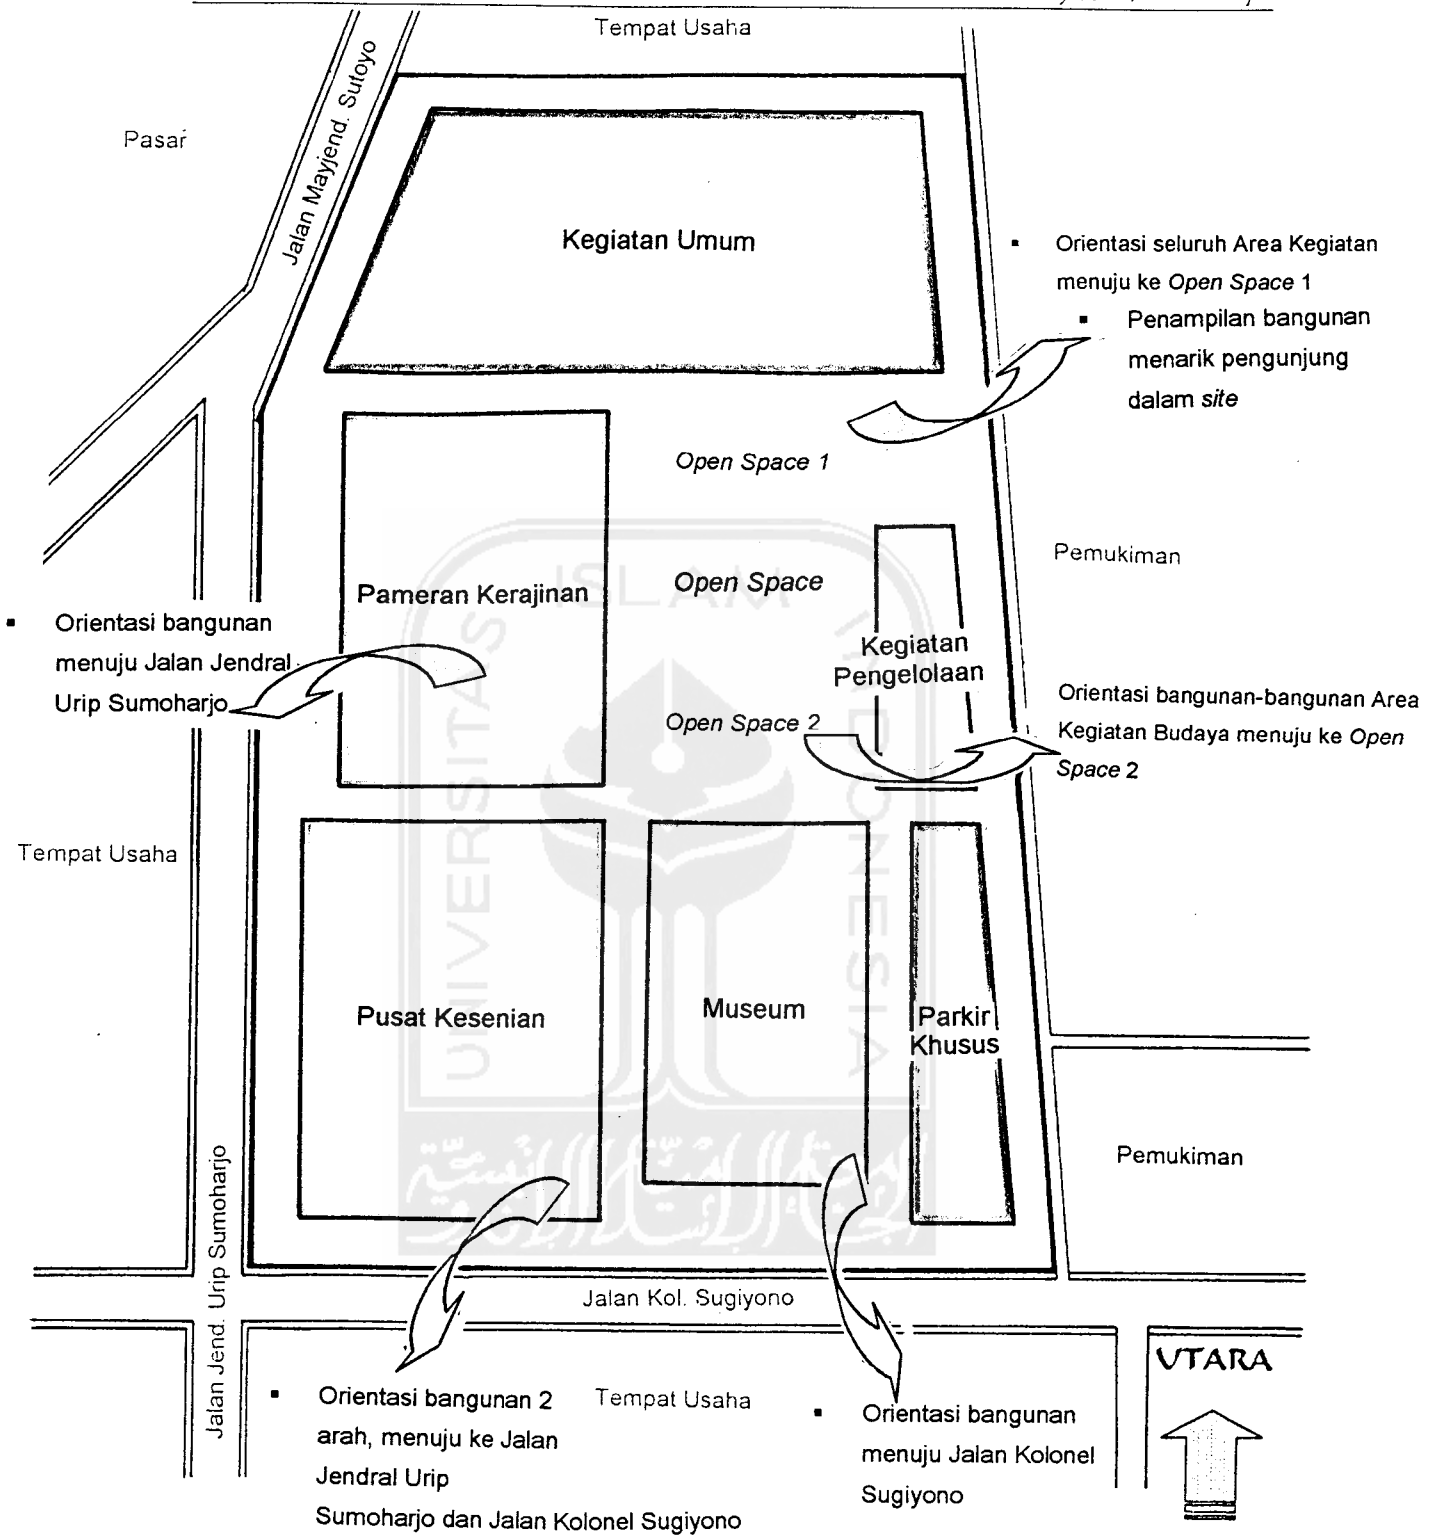 Tempat Usaha
Jalan Mayjend. Sutoyo
Pasar
Kegiatan Umum
▪ Orientasi seluruh Area Kegiatan
menuju ke Open Space 1
▪ Penampilan bangunan
menarik pengunjung
dalam site
Open Space 1
Pemukiman
Open Space
Pameran Kerajinan
▪ Orientasi bangunan
menuju Jalan Jendral
Urip Sumoharjo
Kegiatan
Pengelolaan
Orientasi bangunan-bangunan Area
Kegiatan Budaya menuju ke Open
Space 2
Open Space 2
Tempat Usaha
Pusat Kesenian
Museum
Parkir
Khusus
Pemukiman
UNIVERSITAS
ISLAM
INDONESIA
Jalan Jend. Urip Sumoharjo
Jalan Kol. Sugiyono
UTARA
▪ Orientasi bangunan 2
arah, menuju ke Jalan
Jendral Urip
Sumoharjo dan Jalan Kolonel Sugiyono
Tempat Usaha
▪ Orientasi bangunan
menuju Jalan Kolonel
Sugiyono